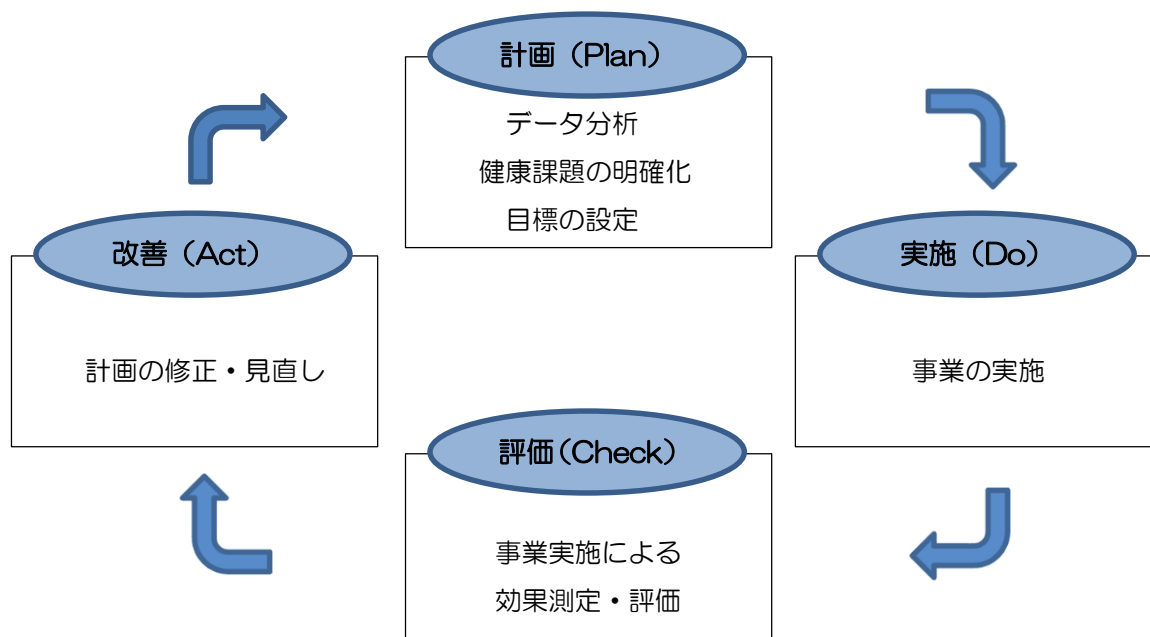 計画（Plan）
データ分析
健康課題の明確化
目標の設定
実施（Do）
事業の実施
評価（Check）
事業実施による
効果測定・評価
改善（Act）
計画の修正・見直し